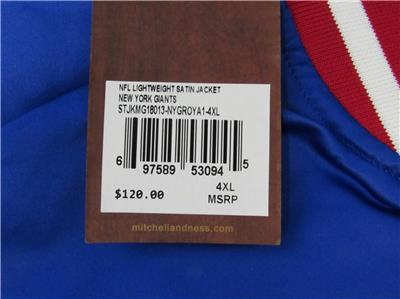 NFL LIGHTWEIGHT SATIN JACKET
NEW YORK GIANTS
STJKMG18013-NYGROYA1-4XL
6 97589 53094 5
4XL
$120.00 MSRP
mitchellandness.com